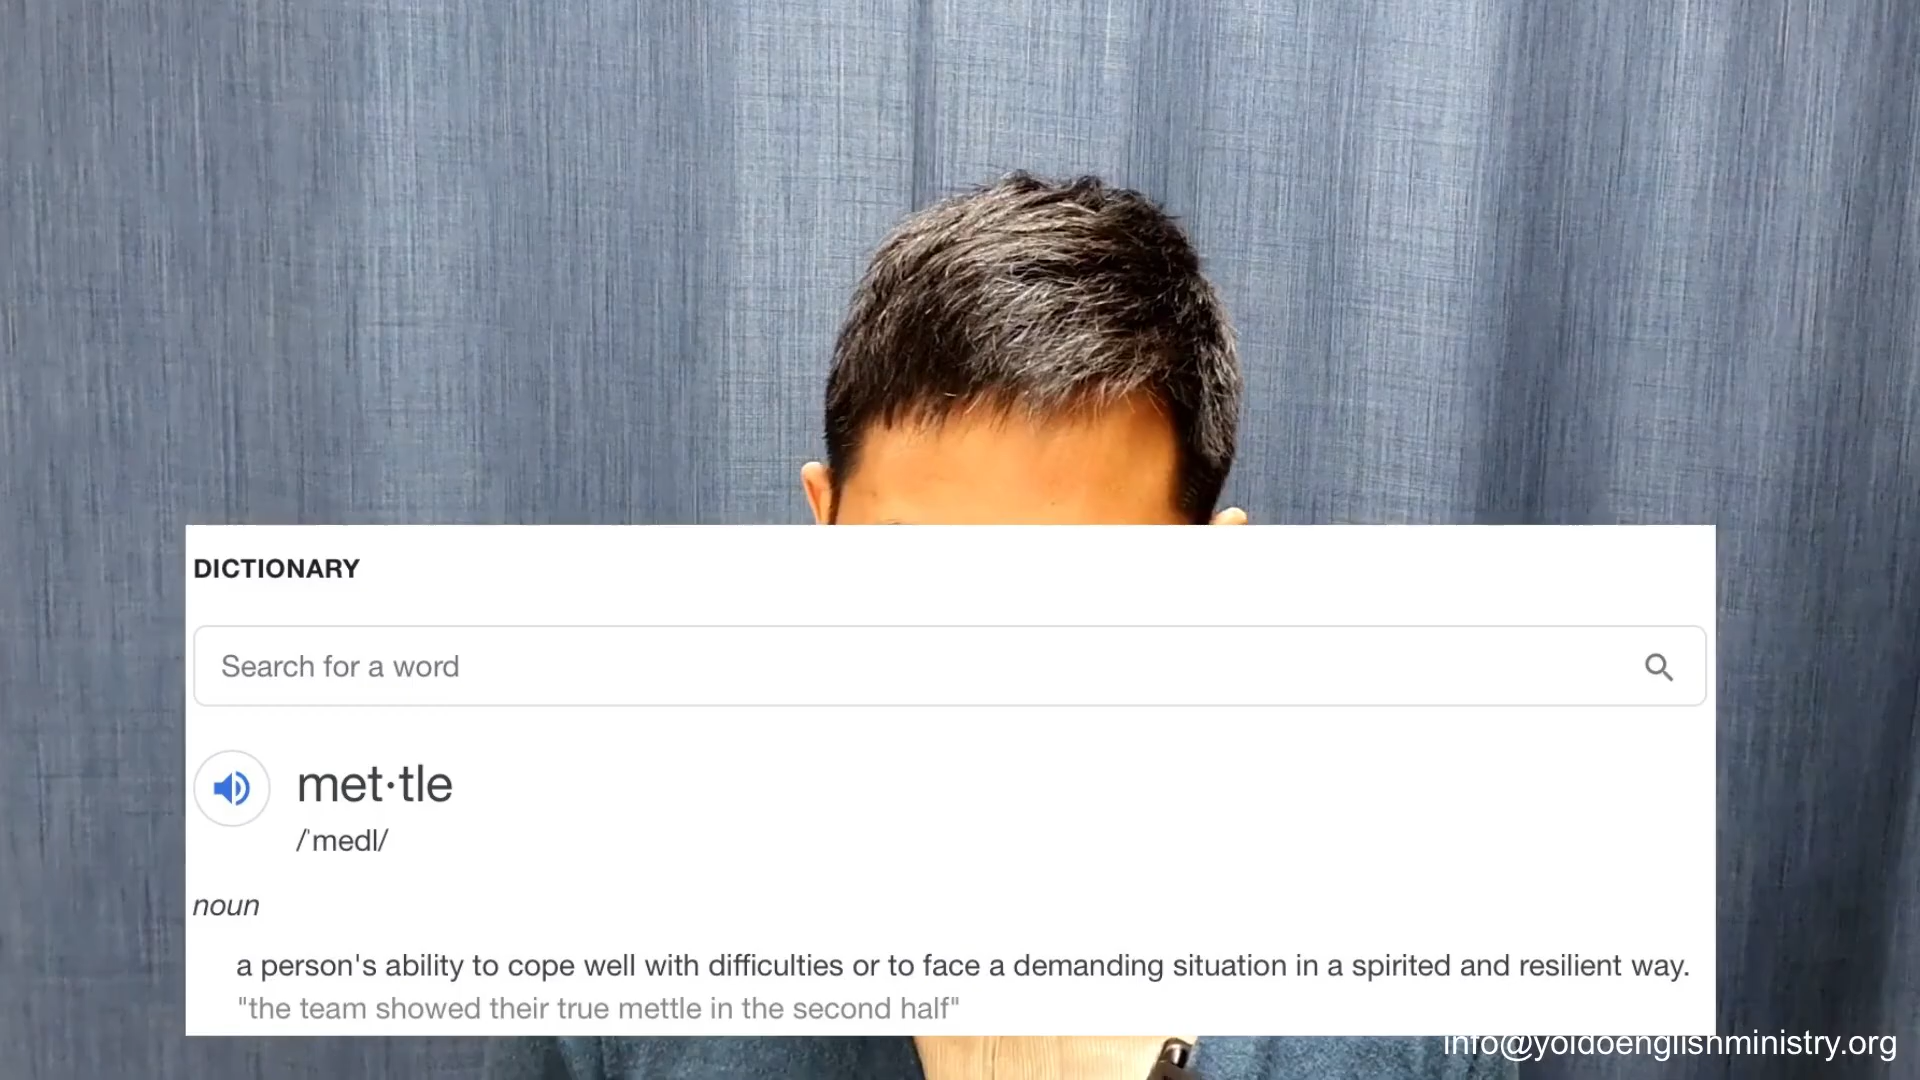 DICTIONARY
Search for a word
met·tle
/ˈmedl/
noun
a person's ability to cope well with difficulties or to face a demanding situation in a spirited and resilient way.
"the team showed their true mettle in the second half"
info@yoidoenglishministry.org